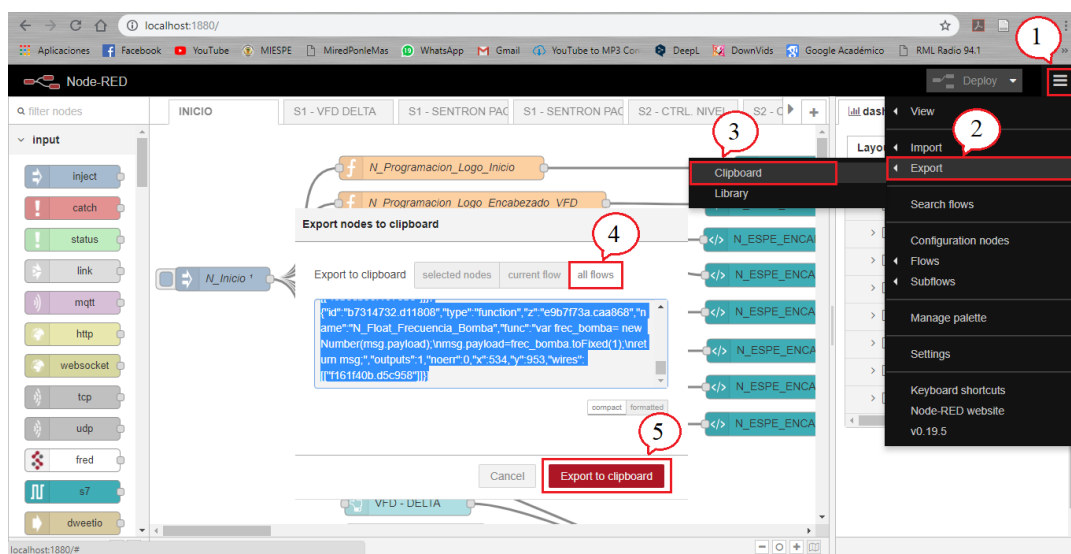 localhost:1880/
Aplicaciones
Facebook
YouTube
MIESPE
MiredPonleMas
WhatsApp
Gmail
YouTube to MP3 Con
DeepL
DownVids
Google Académico
RML Radio 94.1
»
1
Node-RED
Deploy
filter nodes
INICIO
S1 - VFD DELTA
S1 - SENTRON PAC
S1 - SENTRON PAC
S2 - CTRL. NIVEL
S2 - C
+
dash
View
2
input
3
Layo
Import
Export
f N_Programacion_Logo_Inicio
Clipboard
Library
inject
catch
f N_Programacion_Logo_Encabezado_VFD
Search flows
Export nodes to clipboard
4
status
</> N_ESPE_ENCA
Configuration nodes
Flows
Subflows
link
N_Inicio ¹
Export to clipboard
selected nodes
current flow
all flows
</> N_ESPE_ENCA
mqtt
{"id":"b7314732.d11808","type":"function","z":"e9b7f73a.caa868","n
ame":"N_Float_Frecuencia_Bomba","func":"var frec_bomba= new
Number(msg.payload);\nmsg.payload=frec_bomba.toFixed(1);\nret
urn msg;","outputs":1,"noerr":0,"x":534,"y":953,"wires":
[["f161f40b.d5c958"]]}]
</> N_ESPE_ENCA
Manage palette
http
</> N_ESPE_ENCA
Settings
websocket
tcp
</> N_ESPE_ENCA
Keyboard shortcuts
Node-RED website
v0.19.5
compact
formatted
udp
5
</> N_ESPE_ENCA
fred
Cancel
Export to clipboard
s7
VFD - DELTA
dweetio
localhost:1880/#